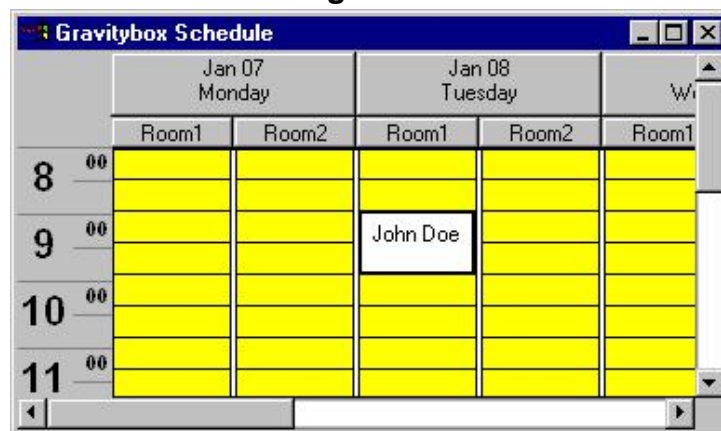 Gravitybox Schedule
Jan 07
Monday
Jan 08
Tuesday
Room1 Room2 Room1 Room2 Room1
8 00
9 00
John Doe
10 00
11 00